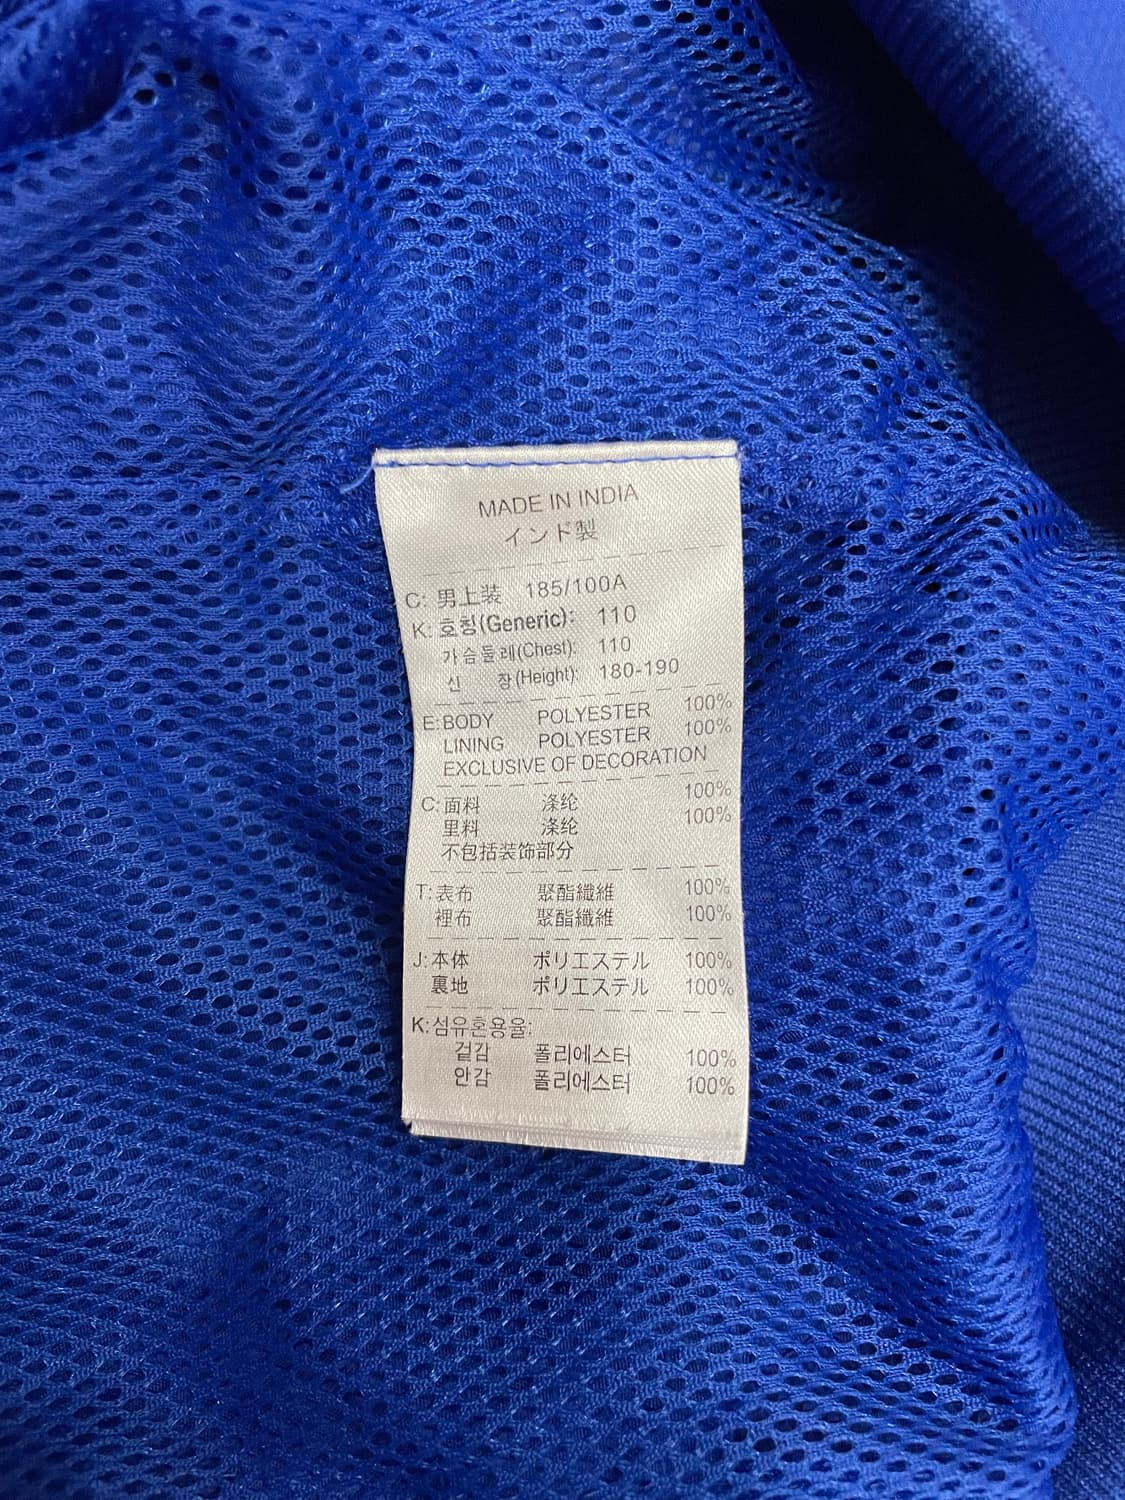 MADE IN INDIA
インド製
C: 男上装 185/100A
K: 호칭(Generic): 110
가슴둘레(Chest): 110
신 장(Height): 180-190
E: BODY POLYESTER 100%
LINING POLYESTER 100%
EXCLUSIVE OF DECORATION
C: 面料 涤纶 100%
里料 涤纶 100%
不包括装饰部分
T: 表布 聚酯纖維 100%
裡布 聚酯纖維 100%
J: 本体 ポリエステル 100%
裏地 ポリエステル 100%
K: 섬유혼용율:
겉감 폴리에스터 100%
안감 폴리에스터 100%